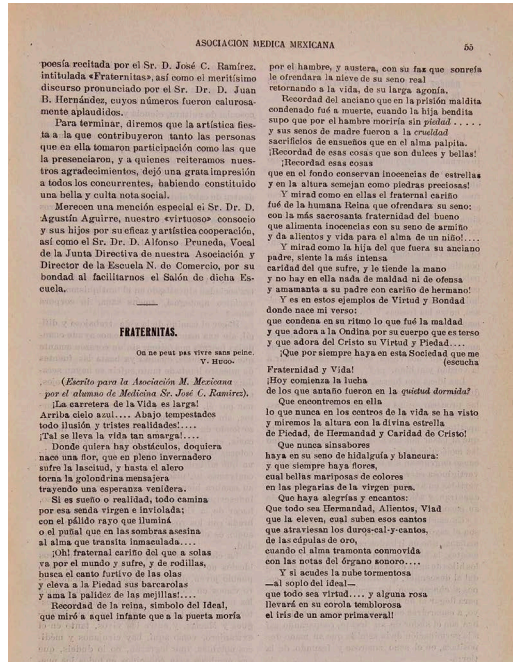 ASOCIACION MEDICA MEXICANA 55
poesía recitada por el Sr. D. José C. Ramírez,
intitulada «Fraternitas», así como el meritísimo
discurso pronunciado por el Sr. Dr. D. Juan
B. Hernández, cuyos números fueron calurosa-
mente aplaudidos.
Para terminar, diremos que la artística fies-
ta a la que contribuyeron tanto las personas
que en ella tomaron participación como las que
la presenciaron, y a quienes reiteramos nues-
tros agradecimientos, dejó una grata impresión
a todos los concurrentes, habiendo constituído
una bella y culta nota social.
Merecen una mención especial el Sr. Dr. D.
Agustín Aguirre, nuestro «virtuoso» consocio
y sus hijos por su eficaz y artística cooperación,
así como el Sr. Dr. D. Alfonso Pruneda, Vocal
de la Junta Directiva de nuestra Asociación y
Director de la Escuela N. de Comercio, por su
bondad al facilitarnos el Salón de dicha Es-
cuela.
FRATERNITAS.
On ne peut pas vivre sans peine.
V. HUGO.
(Escrito para la Asociación M. Mexicana
por el alumno de Medicina Sr. José C. Ramírez).
¡La carretera de la Vida es larga!
Arriba cielo azul.... Abajo tempestades
todo ilusión y tristes realidades!....
¡Tal se lleva la vida tan amarga!....
Donde quiera hay obstáculos, doquiera
nace una flor, que en pleno invernadero
sufre la lascitud, y hasta el alero
torna la golondrina mensajera
trayendo una esperanza venidera.
Si es sueño o realidad, todo camina
por esa senda virgen e inviolada;
con el pálido rayo que iluminá
o el puñal que en las sombras asesina
al alma que transita inmaculada....
¡Oh! fraternal cariño del que a solas
va por el mundo y sufre, y de rodillas,
busca el canto furtivo de las olas
y eleva a la Piedad sus barcarolas
y ama la palidez de las mejillas!....
Recordad de la reina, símbolo del Ideal,
que miró a aquel infante que a la puerta moría
por el hambre, y austera, con su faz que sonreía
le ofrendara la nieve de su seno real
retornando a la vida, de su larga agonía.
Recordad del anciano que en la prisión maldita
condenado fué a muerte, cuando la hija bendita
supo que por el hombre moriría sin piedad.....
y sus senos de madre fueron a la crueldad
sacrificios de ensueños que en el alma palpita.
¡Recordad de esas cosas que son dulces y bellas!
¡Recordad esas cosas
que en el fondo conservan inocencias de estrellas
y en la altura semejan como piedras preciosas!
Y mirad como en ellas el fraternal cariño
fué de la humana Reina que ofrendara su seno:
con la más sacrosanta fraternidad del bueno
que alimenta inocencias con su seno de armiño
y da alientos y vida para el alma de un niño!....
Y mirad como la hija del que fuera su anciano
padre, siente la más intensa
caridad del que sufre, y le tiende la mano
y no hay en ella nada de maldad ni de ofensa
y amamanta a su padre con cariño de hermano!
Y es en estos ejemplos de Virtud y Bondad
donde nace mi verso:
que condena en su ritmo lo que fué la maldad
y que adora a la Ondina por su cuerpo que es terso
y que adora del Cristo su Virtud y Piedad....
¡Que por siempre haya en esta Sociedad que me
(escucha
Fraternidad y Vida!
¡Hoy comienza la lucha
de los que antaño fueron en la quietud dormida?
Que encontremos en ella
lo que nunca en los centros de la vida se ha visto
y miremos la altura con la divina estrella
de Piedad, de Hermandad y Caridad de Cristo!
Que nunca sinsabores
haya en su seno de hidalguía y blancura:
y que siempre haya flores,
cual bellas mariposas de colores
en las plegarias de la virgen pura.
Que haya alegrías y encantos:
Que todo sea Hermandad, Alientos, Viad
que la eleven, cual suben esos cantos
que atraviesan los duros-cal-y-cantos,
de las cúpulas de oro,
cuando el alma tramonta conmovida
con las notas del órgano sonoro....
Y si acudes la nube tormentosa
—al soplo del ideal—
que todo sea virtud.... y alguna rosa
llevará en su corola temblorosa
el iris de un amor primaveral!